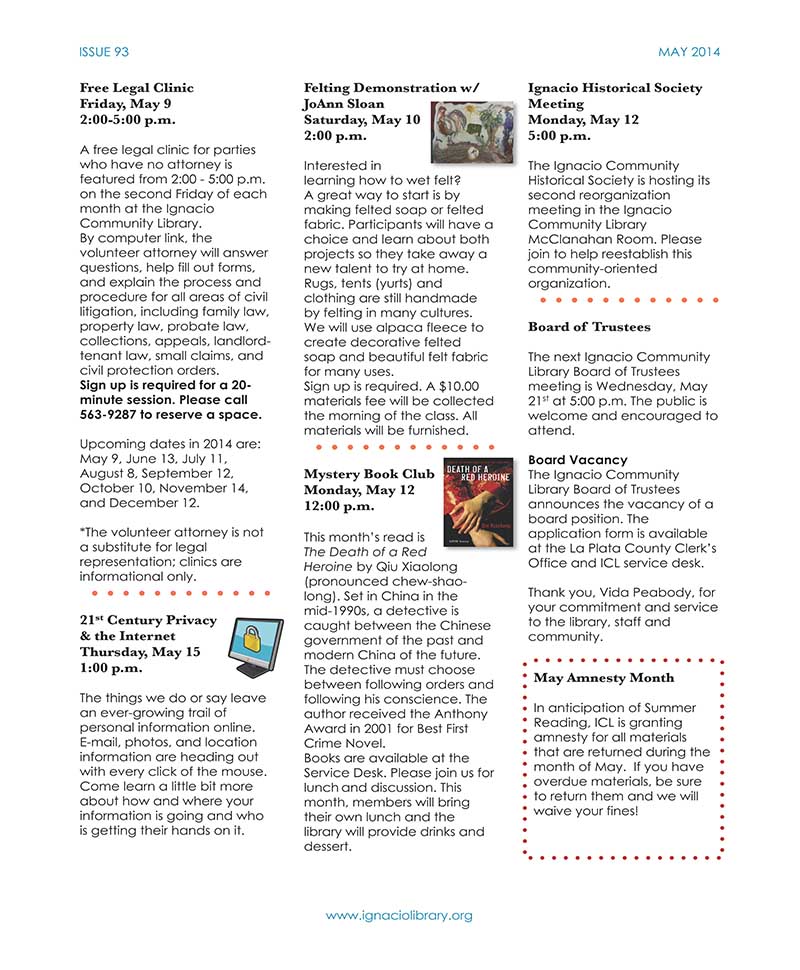 ISSUE 93
MAY 2014
Free Legal Clinic
Friday, May 9
2:00-5:00 p.m.
A free legal clinic for parties
who have no attorney is
featured from 2:00 - 5:00 p.m.
on the second Friday of each
month at the Ignacio
Community Library.
By computer link, the
volunteer attorney will answer
questions, help fill out forms,
and explain the process and
procedure for all areas of civil
litigation, including family law,
property law, probate law,
collections, appeals, landlord-
tenant law, small claims, and
civil protection orders.
Sign up is required for a 20-
minute session. Please call
563-9287 to reserve a space.
Upcoming dates in 2014 are:
May 9, June 13, July 11,
August 8, September 12,
October 10, November 14,
and December 12.
*The volunteer attorney is not
a substitute for legal
representation; clinics are
informational only.
21st Century Privacy
& the Internet
Thursday, May 15
1:00 p.m.
The things we do or say leave
an ever-growing trail of
personal information online.
E-mail, photos, and location
information are heading out
with every click of the mouse.
Come learn a little bit more
about how and where your
information is going and who
is getting their hands on it.
Felting Demonstration w/
JoAnn Sloan
Saturday, May 10
2:00 p.m.
Interested in
learning how to wet felt?
A great way to start is by
making felted soap or felted
fabric. Participants will have a
choice and learn about both
projects so they take away a
new talent to try at home.
Rugs, tents (yurts) and
clothing are still handmade
by felting in many cultures.
We will use alpaca fleece to
create decorative felted
soap and beautiful felt fabric
for many uses.
Sign up is required. A $10.00
materials fee will be collected
the morning of the class. All
materials will be furnished.
Mystery Book Club
Monday, May 12
12:00 p.m.
DEATH OF A
RED HEROINE
Qiu Xiaolong
This month's read is
The Death of a Red
Heroine by Qiu Xiaolong
(pronounced chew-shao-
long). Set in China in the
mid-1990s, a detective is
caught between the Chinese
government of the past and
modern China of the future.
The detective must choose
between following orders and
following his conscience. The
author received the Anthony
Award in 2001 for Best First
Crime Novel.
Books are available at the
Service Desk. Please join us for
lunch and discussion. This
month, members will bring
their own lunch and the
library will provide drinks and
dessert.
Ignacio Historical Society
Meeting
Monday, May 12
5:00 p.m.
The Ignacio Community
Historical Society is hosting its
second reorganization
meeting in the Ignacio
Community Library
McClanahan Room. Please
join to help reestablish this
community-oriented
organization.
Board of Trustees
The next Ignacio Community
Library Board of Trustees
meeting is Wednesday, May
21st at 5:00 p.m. The public is
welcome and encouraged to
attend.
Board Vacancy
The Ignacio Community
Library Board of Trustees
announces the vacancy of a
board position. The
application form is available
at the La Plata County Clerk's
Office and ICL service desk.
Thank you, Vida Peabody, for
your commitment and service
to the library, staff and
community.
May Amnesty Month
In anticipation of Summer
Reading, ICL is granting
amnesty for all materials
that are returned during the
month of May.  If you have
overdue materials, be sure
to return them and we will
waive your fines!
www.ignaciolibrary.org